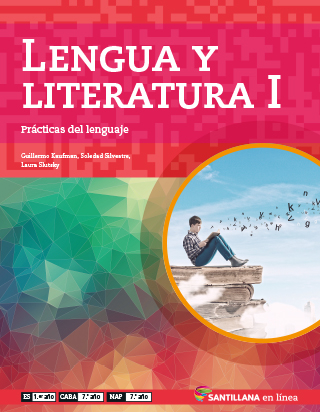 LENGUA Y
LITERATURA I
Prácticas del lenguaje
Guillermo Kaufman, Soledad Silvestre,
Laura Slutsky
ES 1.er año CABA 7.º año NAP 7.º año
SANTILLANA en línea